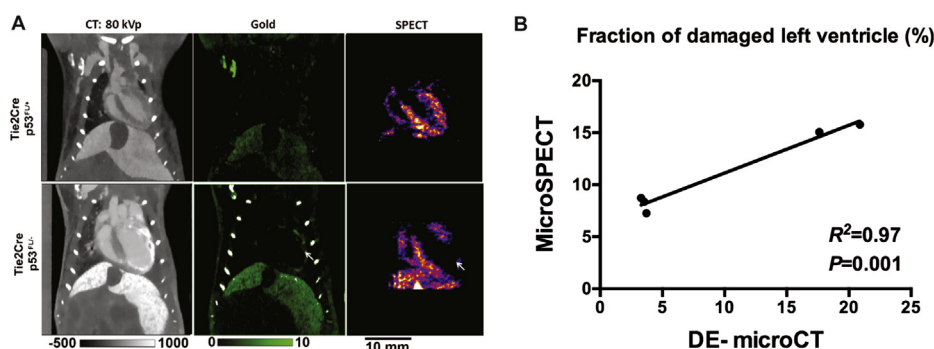 A
CT: 80 kVp
Gold
SPECT
Tie2Cre
p53FL/+
Tie2Cre
p53FL/-
-500
1000
0
10
10 mm
B
Fraction of damaged left ventricle (%)
MicroSPECT
20
15
10
5
0
R2=0.97
P=0.001
0
5
10
15
20
25
DE- microCT